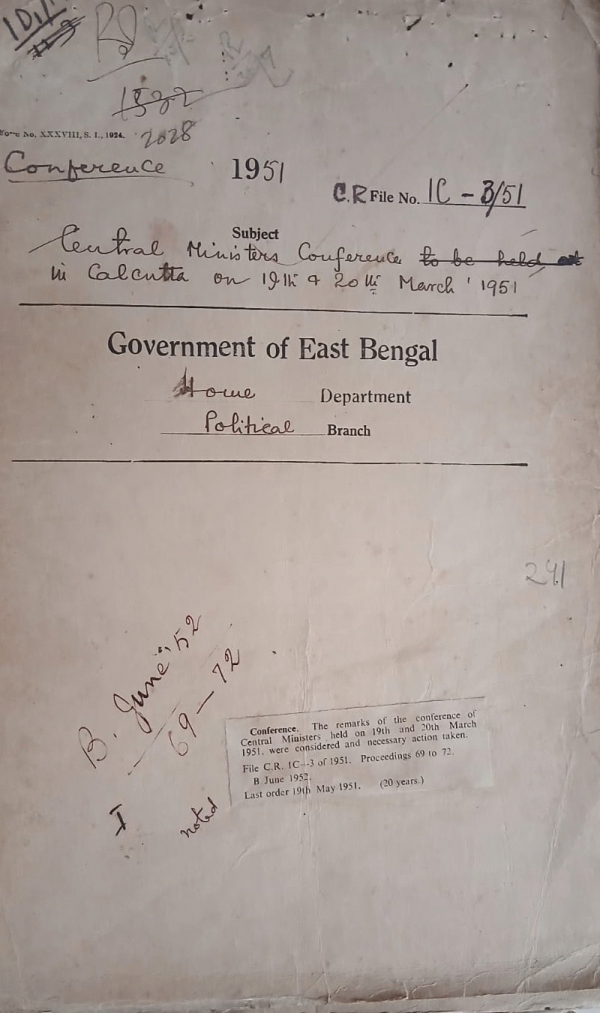 1582
Form No. XXXVIII, S. I., 1924.
2028
Conference 1951
C.R File No. 1C - 3/51
Subject
Central Ministers Conference to be held at
in Calcutta on 19th & 20th March 1951
Government of East Bengal
Home Department
Political Branch
241
B. June '52
69 - 72
I
noted
Conference. The remarks of the conference of
Central Ministers held on 19th and 20th March
1951, were considered and necessary action taken.
File C.R. 1C—3 of 1951. Proceedings 69 to 72.
B June 1952.
Last order 19th May 1951. (20 years.)